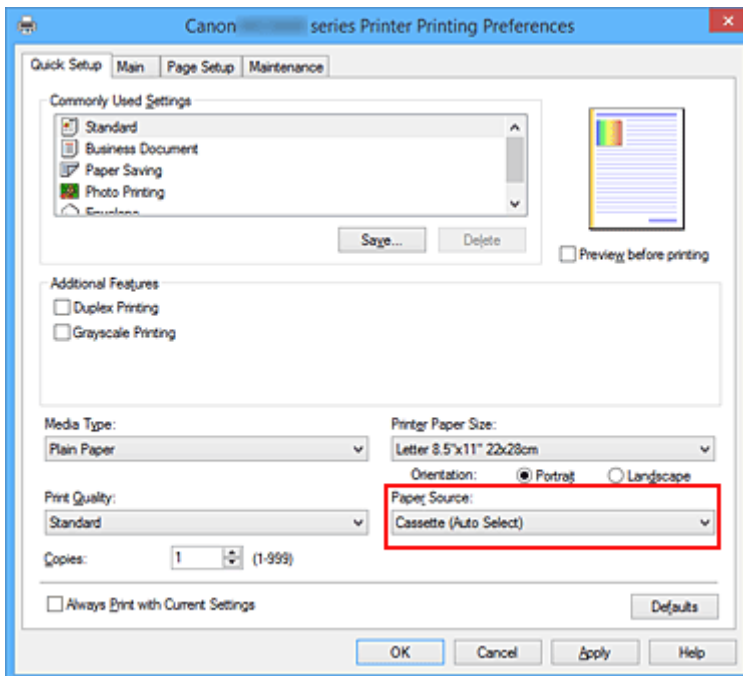 Canon series Printer Printing Preferences
Quick Setup Main Page Setup Maintenance
Commonly Used Settings
Standard
Business Document
Paper Saving
Photo Printing
Envelope
Save... Delete
Preview before printing
Additional Features
Duplex Printing
Grayscale Printing
Media Type:
Plain Paper
Printer Paper Size:
Letter 8.5"x11" 22x28cm
Orientation: Portrait Landscape
Print Quality:
Standard
Paper Source:
Cassette (Auto Select)
Copies: 1 (1-999)
Always Print with Current Settings
Defaults
OK Cancel Apply Help